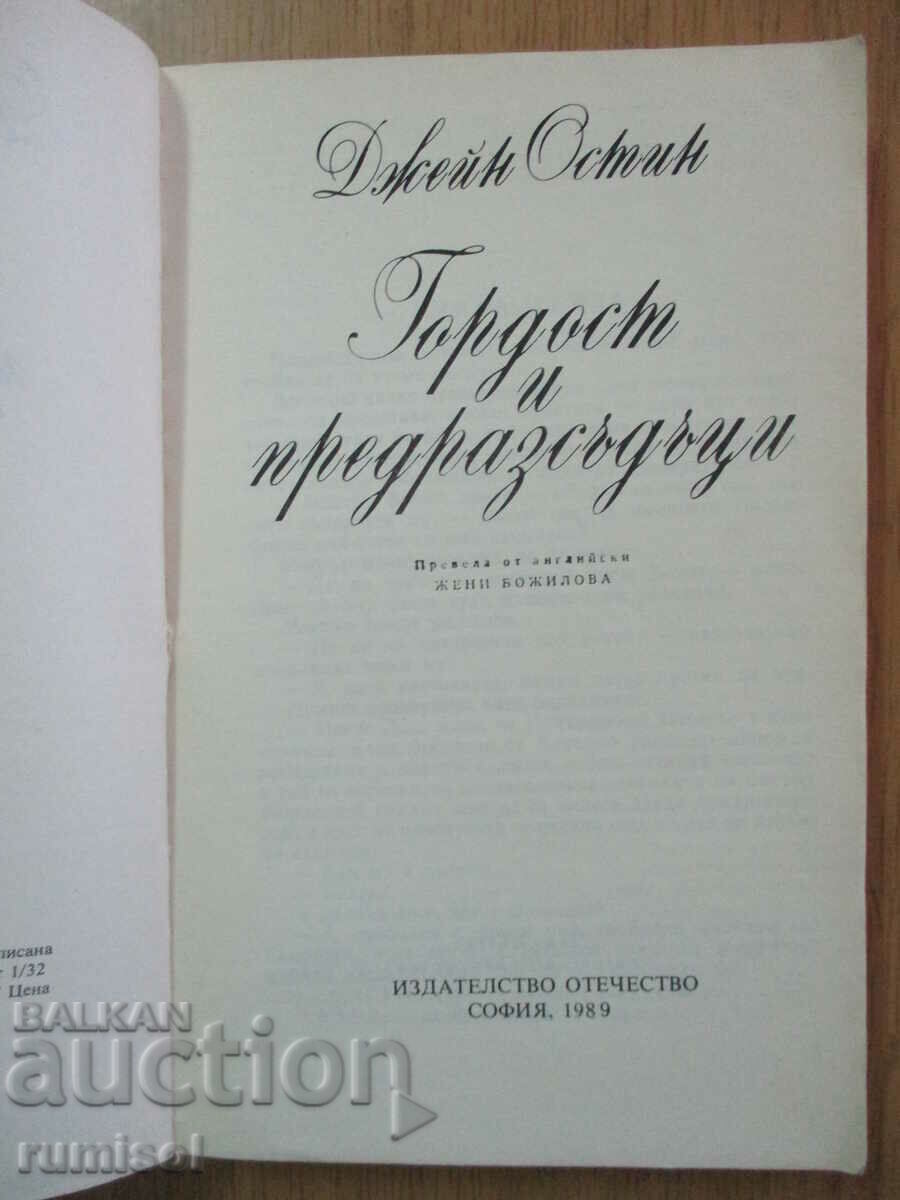 Джейн Остин
Гордост
и
предразсъдъци
Превела от английски
ЖЕНИ БОЖИЛОВА
ИЗДАТЕЛСТВО ОТЕЧЕСТВО
СОФИЯ, 1989
писана
1/32
Цена
BALKAN
auction
rumisol